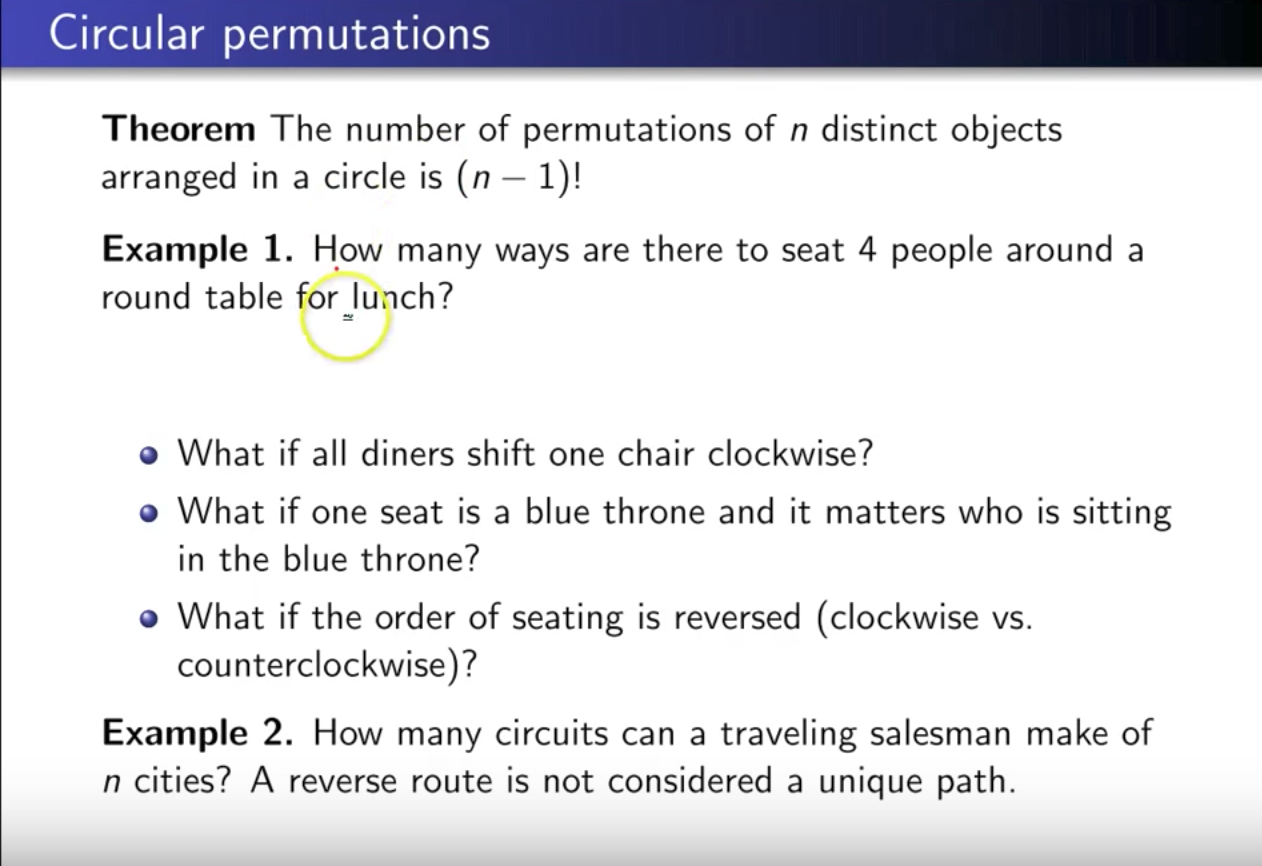 Circular permutations
Theorem The number of permutations of n distinct objects
arranged in a circle is (n − 1)!
Example 1. How many ways are there to seat 4 people around a
round table for lunch?
What if all diners shift one chair clockwise?
What if one seat is a blue throne and it matters who is sitting
in the blue throne?
What if the order of seating is reversed (clockwise vs.
counterclockwise)?
Example 2. How many circuits can a traveling salesman make of
n cities? A reverse route is not considered a unique path.